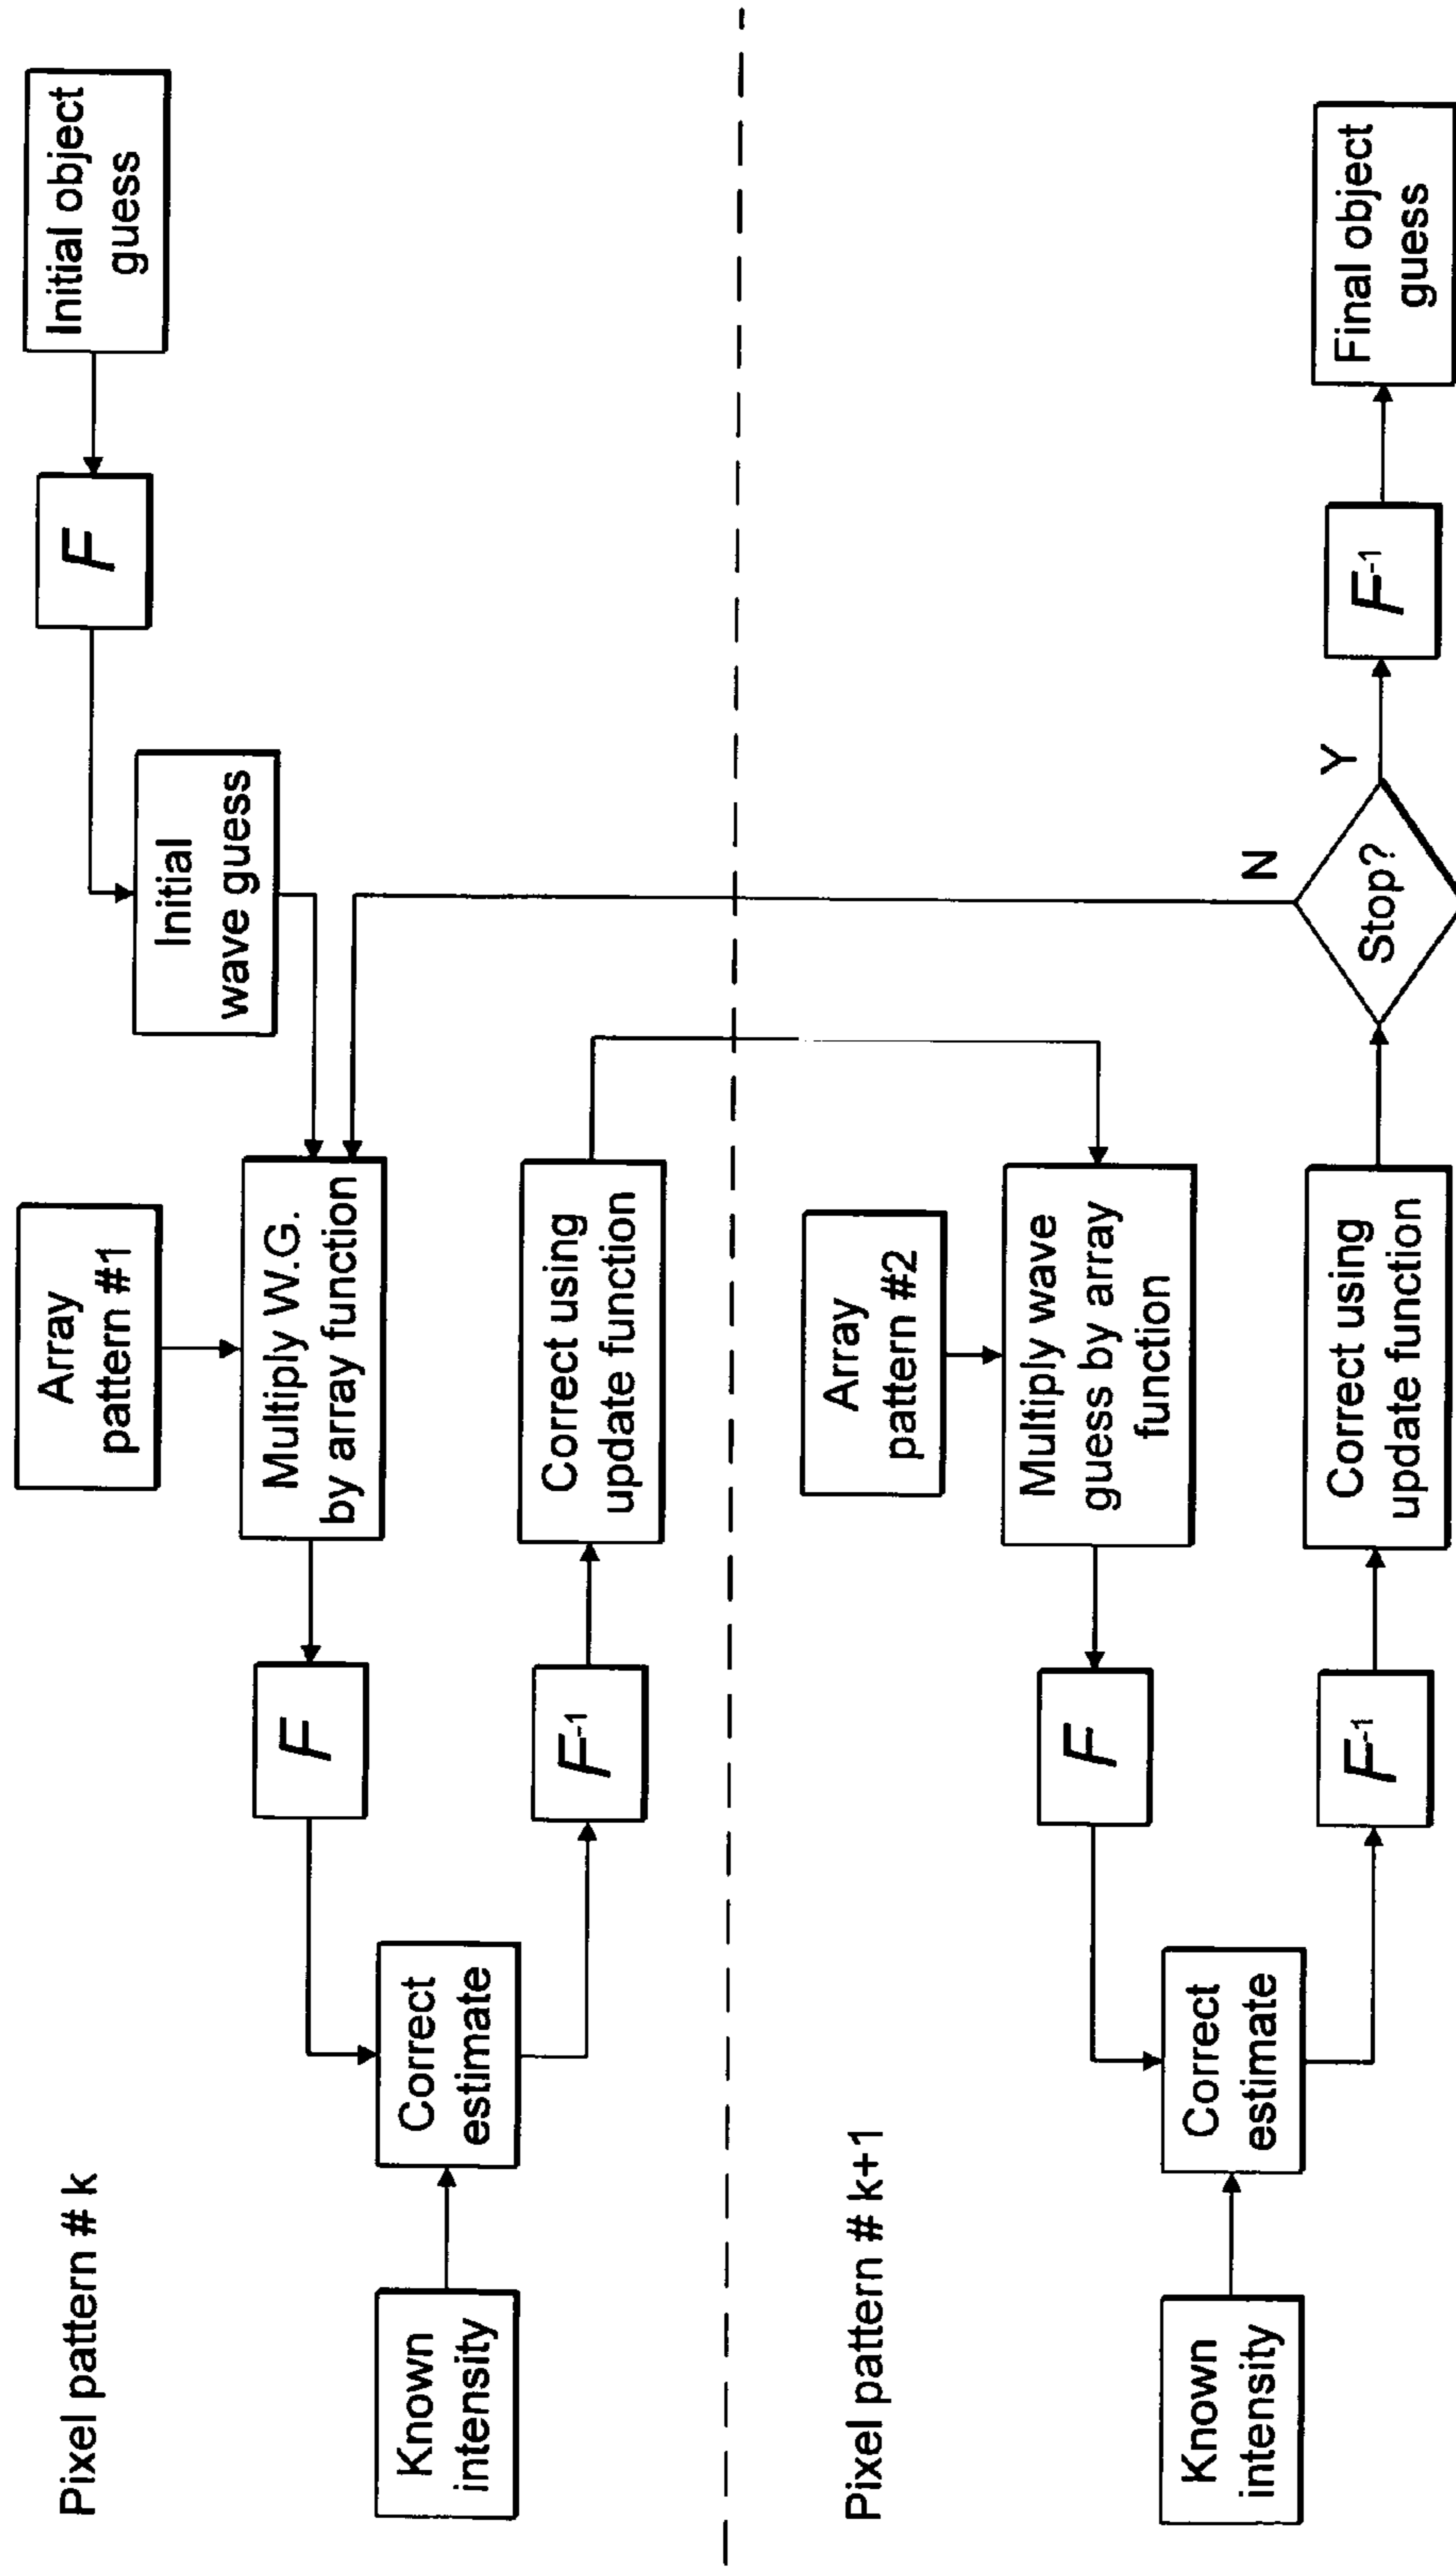 Pixel pattern # k
Array
pattern #1
Initial object
guess
F
Initial
wave guess
Multiply W.G.
by array function
F
Known
intensity
Correct
estimate
F-1
Correct using
update function
Pixel pattern # k+1
Array
pattern #2
Multiply wave
guess by array
function
F
Known
intensity
Correct
estimate
F-1
Correct using
update function
Stop?
N
Y
F-1
Final object
guess